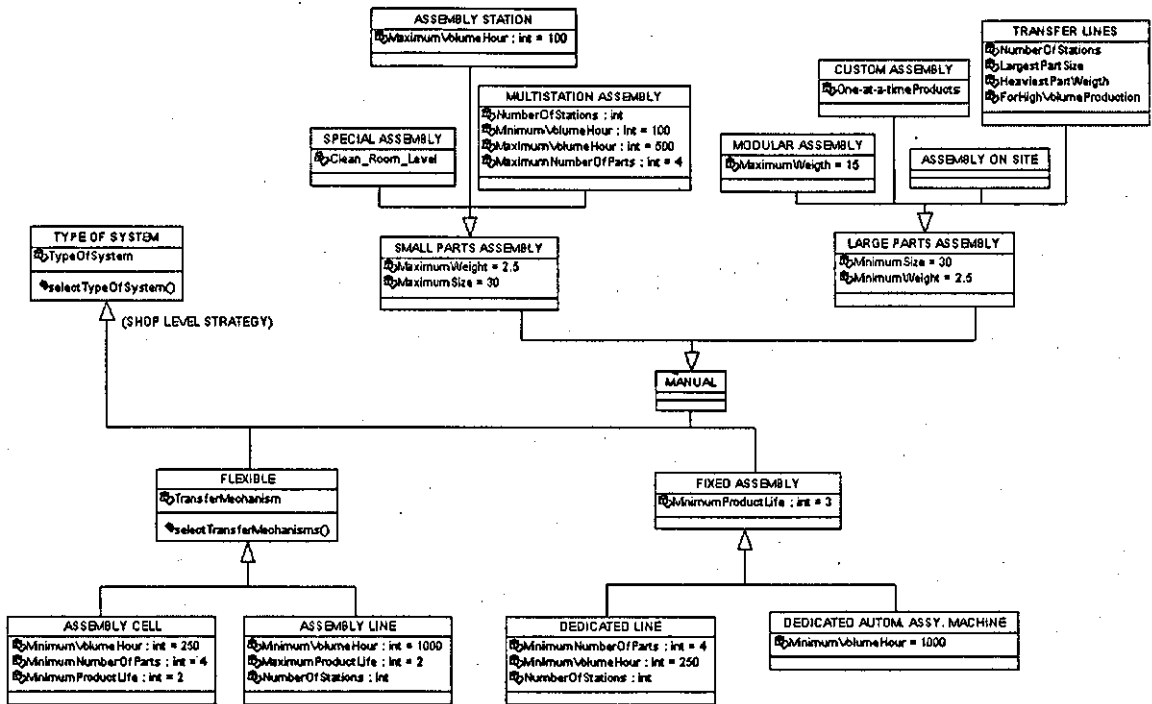 ASSEMBLY STATION
MaximumVolumeHour : int = 100
TRANSFER LINES
NumberOfStations
LargestPartSize
HeaviestPartWeigth
ForHighVolumeProduction
CUSTOM ASSEMBLY
One-at-a-timeProducts
MULTISTATION ASSEMBLY
NumberOfStations : int
MinimumVolumeHour : int = 100
MaximumVolumeHour : int = 500
MaximumNumberOfParts : int = 4
SPECIAL ASSEMBLY
Clean_Room_Level
MODULAR ASSEMBLY
MaximumWeigth = 15
ASSEMBLY ON SITE
TYPE OF SYSTEM
TypeOfSystem
selectTypeOfSystem()
SMALL PARTS ASSEMBLY
MaximumWeight = 2.5
MaximumSize = 30
LARGE PARTS ASSEMBLY
MinimumSize = 30
MinimumWeight = 2.5
(SHOP LEVEL STRATEGY)
MANUAL
FLEXIBLE
TransferMechanism
selectTransferMechanisms()
FIXED ASSEMBLY
MinimumProductLife : int = 3
ASSEMBLY CELL
MinimumVolumeHour : int = 250
MinimumNumberOfParts : int = 4
MinimumProductLife : int = 2
ASSEMBLY LINE
MinimumVolumeHour : int = 1000
MaximumProductLife : int = 2
NumberOfStations : int
DEDICATED LINE
MinimumNumberOfParts : int = 4
MinimumVolumeHour : int = 250
NumberOfStations : int
DEDICATED AUTOM. ASSY. MACHINE
MinimumVolumeHour = 1000